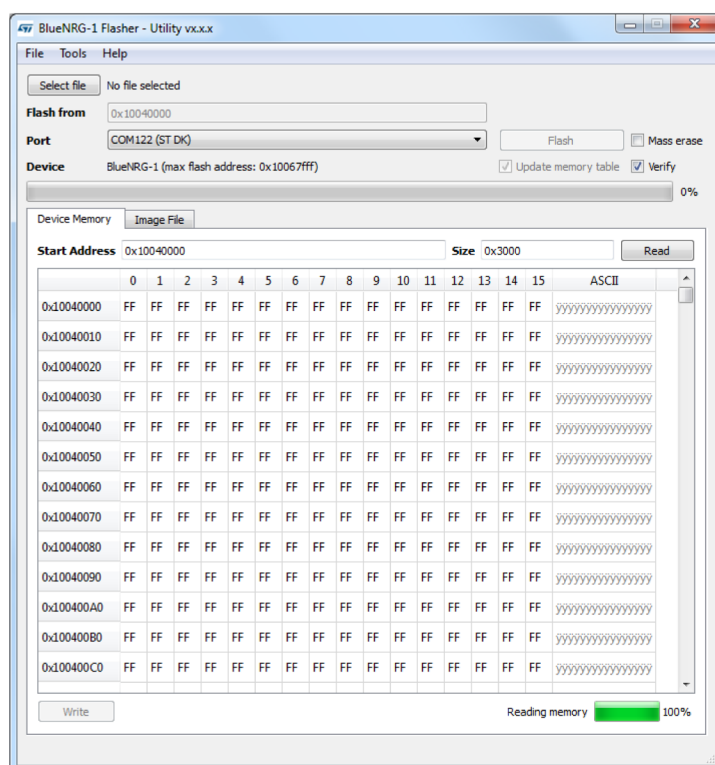 BlueNRG-1 Flasher - Utility vx.x.x
File Tools Help
Select file No file selected
Flash from 0x10040000
Port COM122 (ST DK) Flash Mass erase
Device BlueNRG-1 (max flash address: 0x10067fff) Update memory table Verify
0%
Device Memory Image File
Start Address 0x10040000 Size 0x3000 Read
0 1 2 3 4 5 6 7 8 9 10 11 12 13 14 15 ASCII
0x10040000 FF FF FF FF FF FF FF FF FF FF FF FF FF FF FF FF ÿÿÿÿÿÿÿÿÿÿÿÿÿÿÿÿ
0x10040010 FF FF FF FF FF FF FF FF FF FF FF FF FF FF FF FF ÿÿÿÿÿÿÿÿÿÿÿÿÿÿÿÿ
0x10040020 FF FF FF FF FF FF FF FF FF FF FF FF FF FF FF FF ÿÿÿÿÿÿÿÿÿÿÿÿÿÿÿÿ
0x10040030 FF FF FF FF FF FF FF FF FF FF FF FF FF FF FF FF ÿÿÿÿÿÿÿÿÿÿÿÿÿÿÿÿ
0x10040040 FF FF FF FF FF FF FF FF FF FF FF FF FF FF FF FF ÿÿÿÿÿÿÿÿÿÿÿÿÿÿÿÿ
0x10040050 FF FF FF FF FF FF FF FF FF FF FF FF FF FF FF FF ÿÿÿÿÿÿÿÿÿÿÿÿÿÿÿÿ
0x10040060 FF FF FF FF FF FF FF FF FF FF FF FF FF FF FF FF ÿÿÿÿÿÿÿÿÿÿÿÿÿÿÿÿ
0x10040070 FF FF FF FF FF FF FF FF FF FF FF FF FF FF FF FF ÿÿÿÿÿÿÿÿÿÿÿÿÿÿÿÿ
0x10040080 FF FF FF FF FF FF FF FF FF FF FF FF FF FF FF FF ÿÿÿÿÿÿÿÿÿÿÿÿÿÿÿÿ
0x10040090 FF FF FF FF FF FF FF FF FF FF FF FF FF FF FF FF ÿÿÿÿÿÿÿÿÿÿÿÿÿÿÿÿ
0x100400A0 FF FF FF FF FF FF FF FF FF FF FF FF FF FF FF FF ÿÿÿÿÿÿÿÿÿÿÿÿÿÿÿÿ
0x100400B0 FF FF FF FF FF FF FF FF FF FF FF FF FF FF FF FF ÿÿÿÿÿÿÿÿÿÿÿÿÿÿÿÿ
0x100400C0 FF FF FF FF FF FF FF FF FF FF FF FF FF FF FF FF ÿÿÿÿÿÿÿÿÿÿÿÿÿÿÿÿ
Write Reading memory 100%